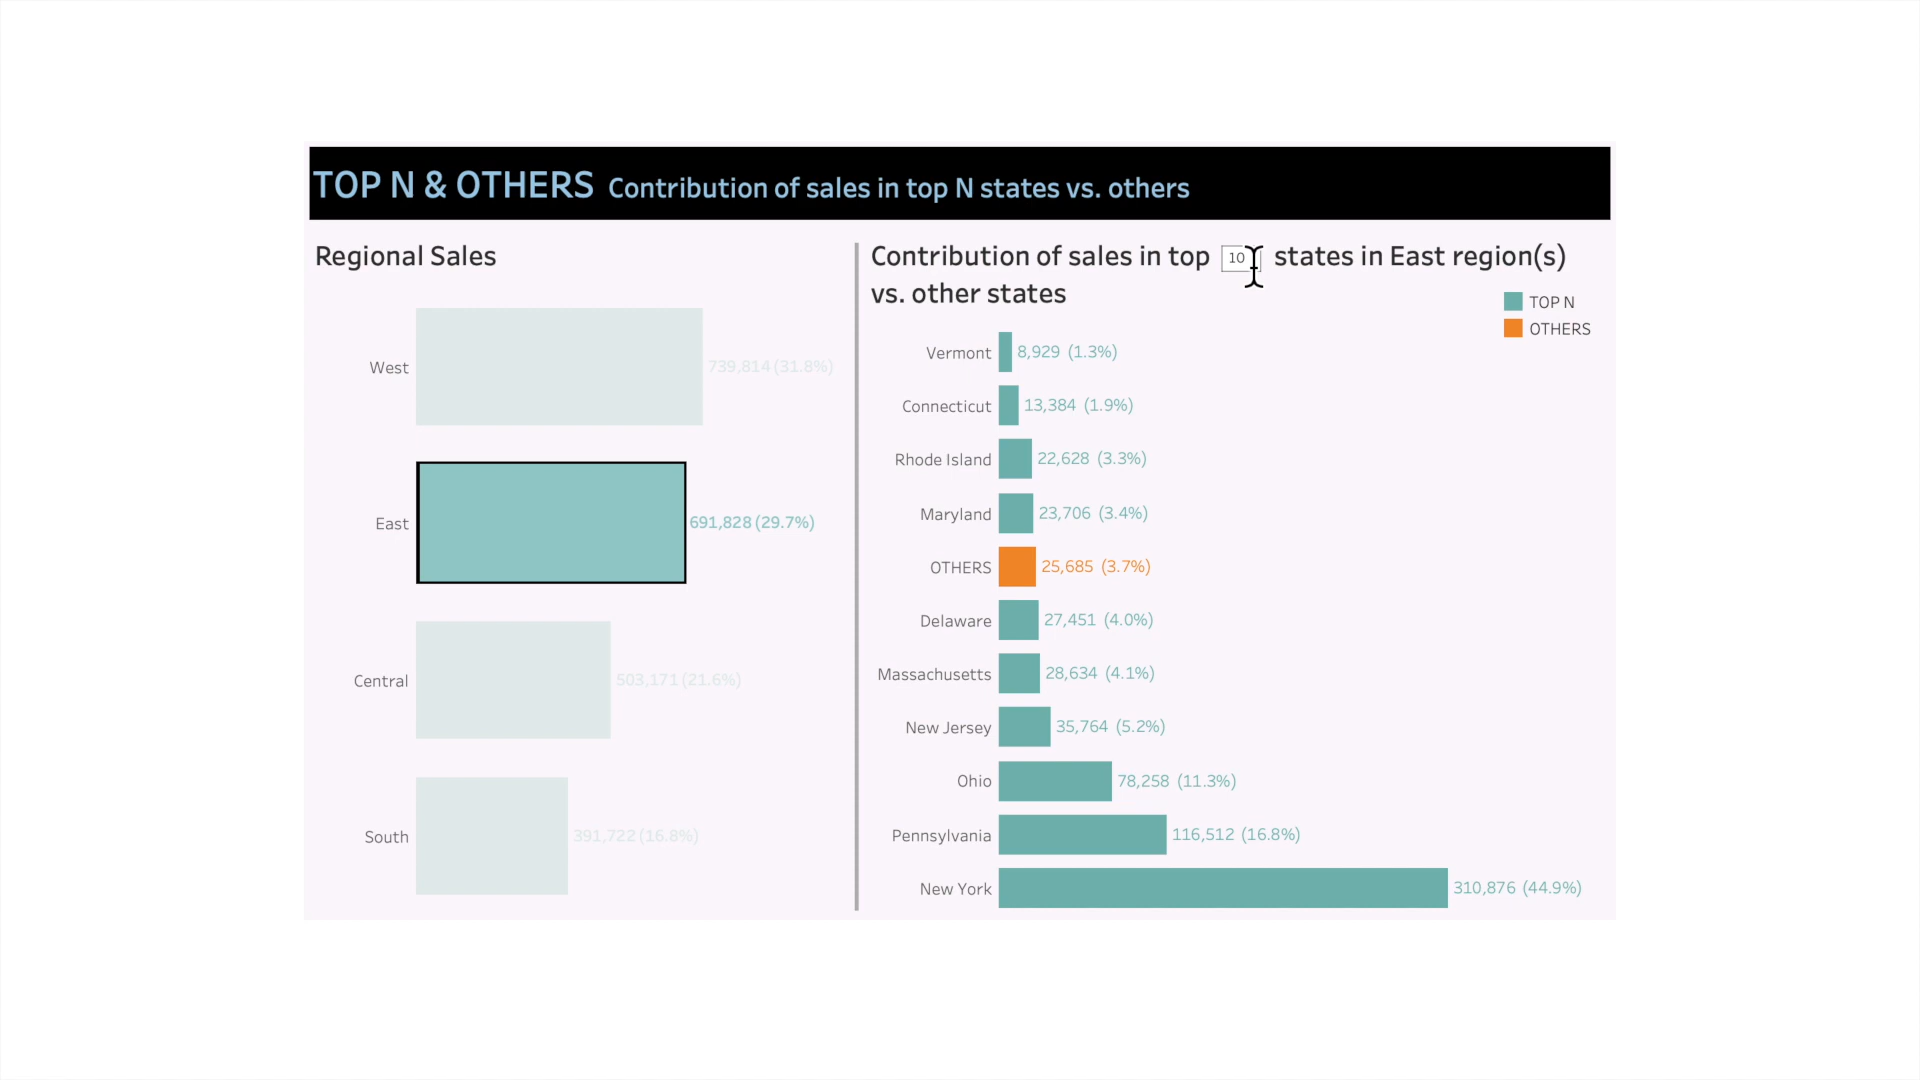 TOP N & OTHERS Contribution of sales in top N states vs. others
Regional Sales
West 739,814 (31.8%)
East 691,828 (29.7%)
Central 503,171 (21.6%)
South 391,722 (16.8%)
Contribution of sales in top 10 states in East region(s)
vs. other states
TOP N
OTHERS
Vermont 8,929 (1.3%)
Connecticut 13,384 (1.9%)
Rhode Island 22,628 (3.3%)
Maryland 23,706 (3.4%)
OTHERS 25,685 (3.7%)
Delaware 27,451 (4.0%)
Massachusetts 28,634 (4.1%)
New Jersey 35,764 (5.2%)
Ohio 78,258 (11.3%)
Pennsylvania 116,512 (16.8%)
New York 310,876 (44.9%)